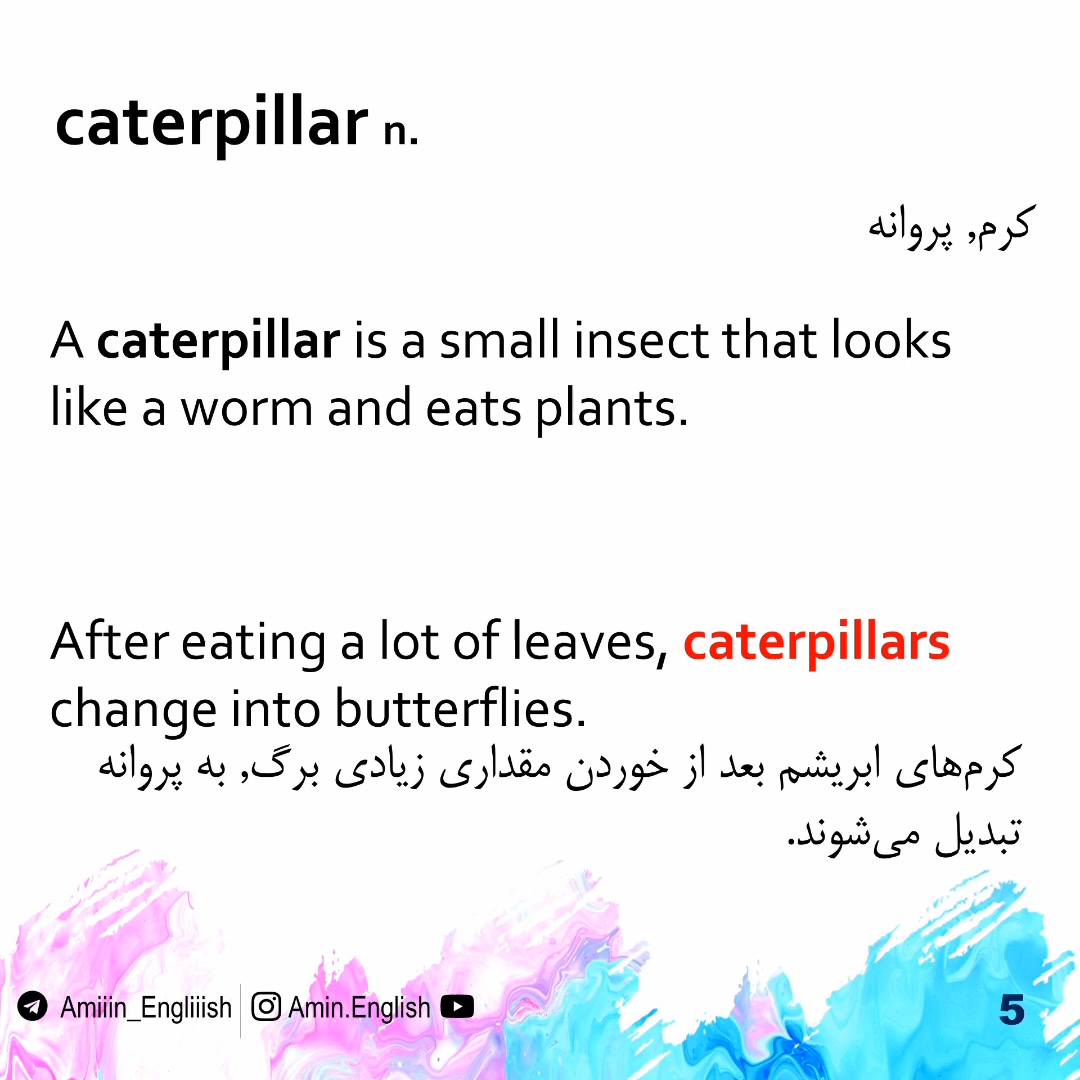 caterpillar n.
کرم, پروانه
A caterpillar is a small insect that looks
like a worm and eats plants.
After eating a lot of leaves, caterpillars
change into butterflies.
کرم‌های ابریشم بعد از خوردن مقداری زیادی برگ, به پروانه
تبدیل می‌شوند.
Amiiin_Engliiish Amin.English 5